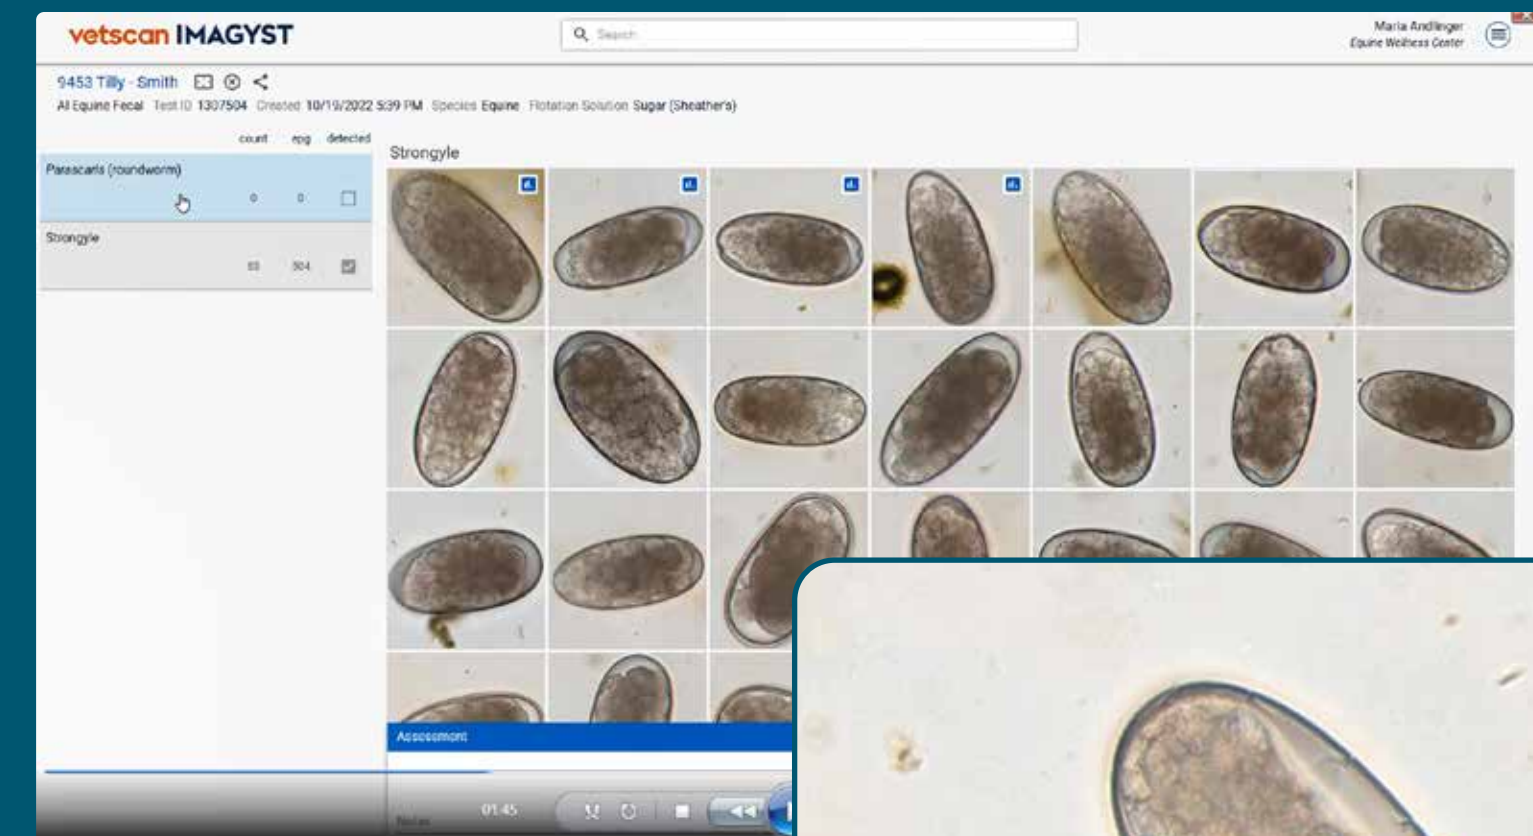 vetscan IMAGYST
Search
Maria Andlinger
Equine Wellness Center
9453 Tilly - Smith
AI Equine Fecal Test ID 1307504 Created 10/19/2022 5:39 PM Species Equine Flotation Solution Sugar (Sheather's)
count epg detected
Parascaris (roundworm)
0 0
Strongyle
504
Strongyle
Assessment
Notes
01:45